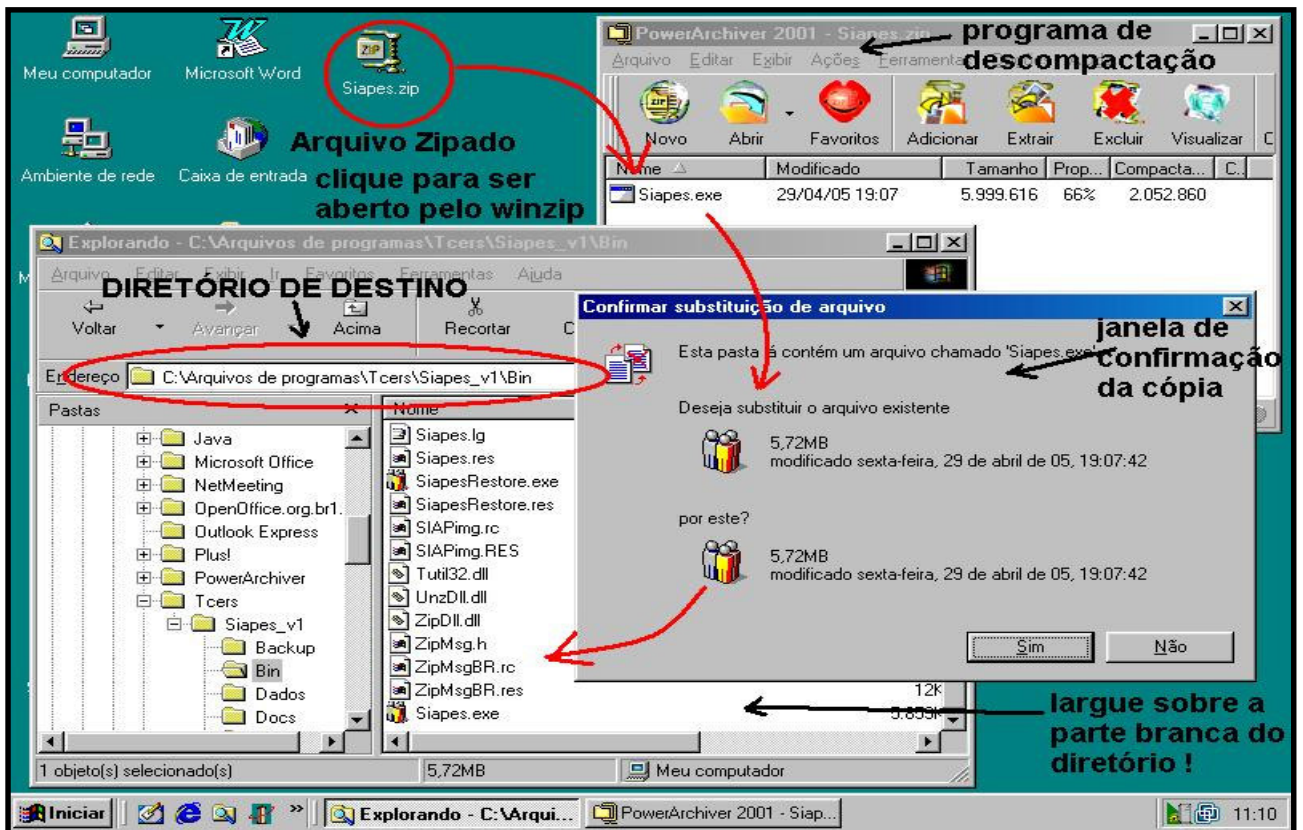 Meu computador
Microsoft Word
Siapes.zip
Ambiente de rede
Caixa de entrada
Arquivo Zipado
clique para ser
aberto pelo winzip
PowerArchiver 2001 - Siapes.zip
programa de
descompactação
Arquivo Editar Exibir Ações
Novo Abrir Favoritos Adicionar Extrair Excluir Visualizar
Nome Modificado Tamanho Prop... Compacta... C..
Siapes.exe 29/04/05 19:07 5.999.616 66% 2.052.860
Explorando - C:\Arquivos de programas\Tcers\Siapes_v1\Bin
Arquivo Editar Exibir Ir Favoritos Ferramentas Ajuda
DIRETÓRIO DE DESTINO
Voltar Avançar Acima Recortar C
Endereço C:\Arquivos de programas\Tcers\Siapes_v1\Bin
Pastas
Java
Microsoft Office
NetMeeting
OpenOffice.org.br1.
Outlook Express
Plus!
PowerArchiver
Tcers
Siapes_v1
Backup
Bin
Dados
Docs
Nome
Siapes.lg
Siapes.res
SiapesRestore.exe
SiapesRestore.res
SIAPimg.rc
SIAPimg.RES
Tutil32.dll
UnzDll.dll
ZipDll.dll
ZipMsg.h
ZipMsgBR.rc
ZipMsgBR.res 12K
Siapes.exe
1 objeto(s) selecionado(s) 5,72MB Meu computador
Confirmar substituição de arquivo
Esta pasta já contém um arquivo chamado 'Siapes.exe'.
janela de
confirmação
da cópia
Deseja substituir o arquivo existente
5,72MB
modificado sexta-feira, 29 de abril de 05, 19:07:42
por este?
5,72MB
modificado sexta-feira, 29 de abril de 05, 19:07:42
Sim Não
largue sobre a
parte branca do
diretório !
Iniciar » Explorando - C:\Arqui... PowerArchiver 2001 - Siap... 11:10